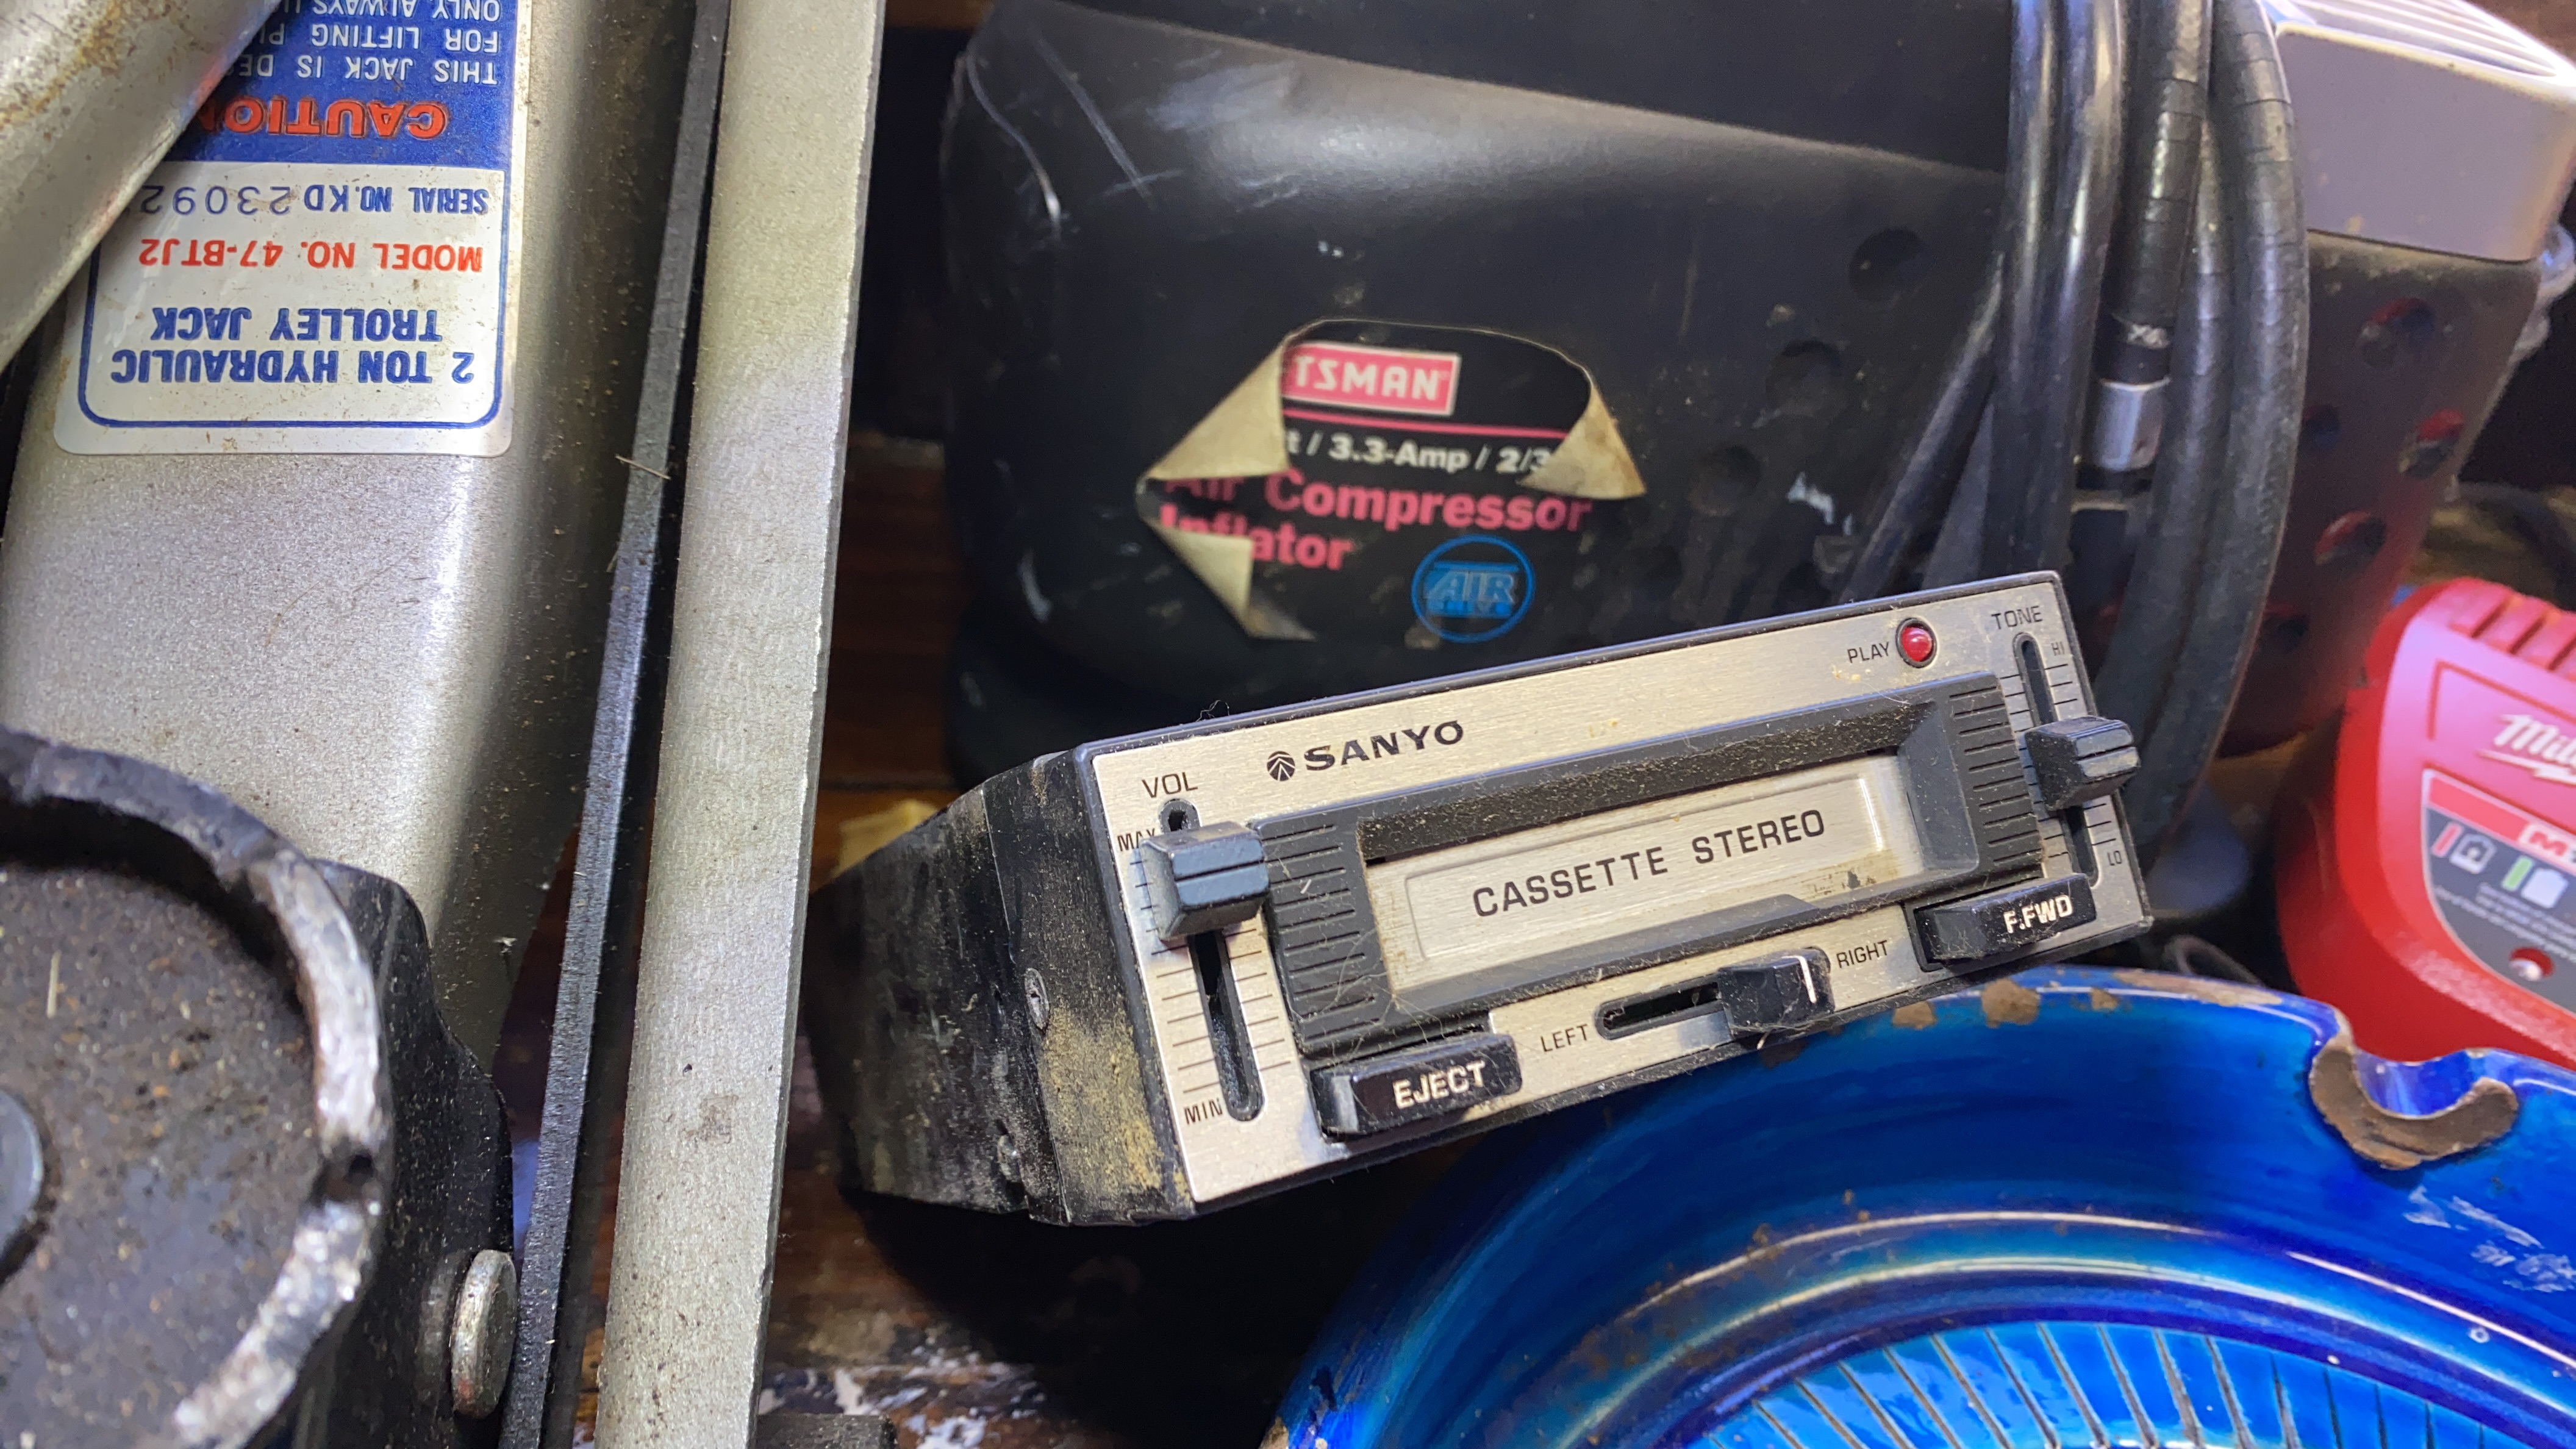 2 TON HYDRAULIC
TROLLEY JACK
MODEL NO. 47-BTJ2
SERIAL NO. KD 23092
CAUTION
THIS JACK IS DE
FOR LIFTING
ONLY ALWAYS
TSMAN
t / 3.3-Amp / 2/3
Air Compressor
Inflator
AIR
PLAY
TONE
HI
LO
SANYO
VOL
MAX
MIN
CASSETTE STEREO
F.FWD
LEFT
RIGHT
EJECT